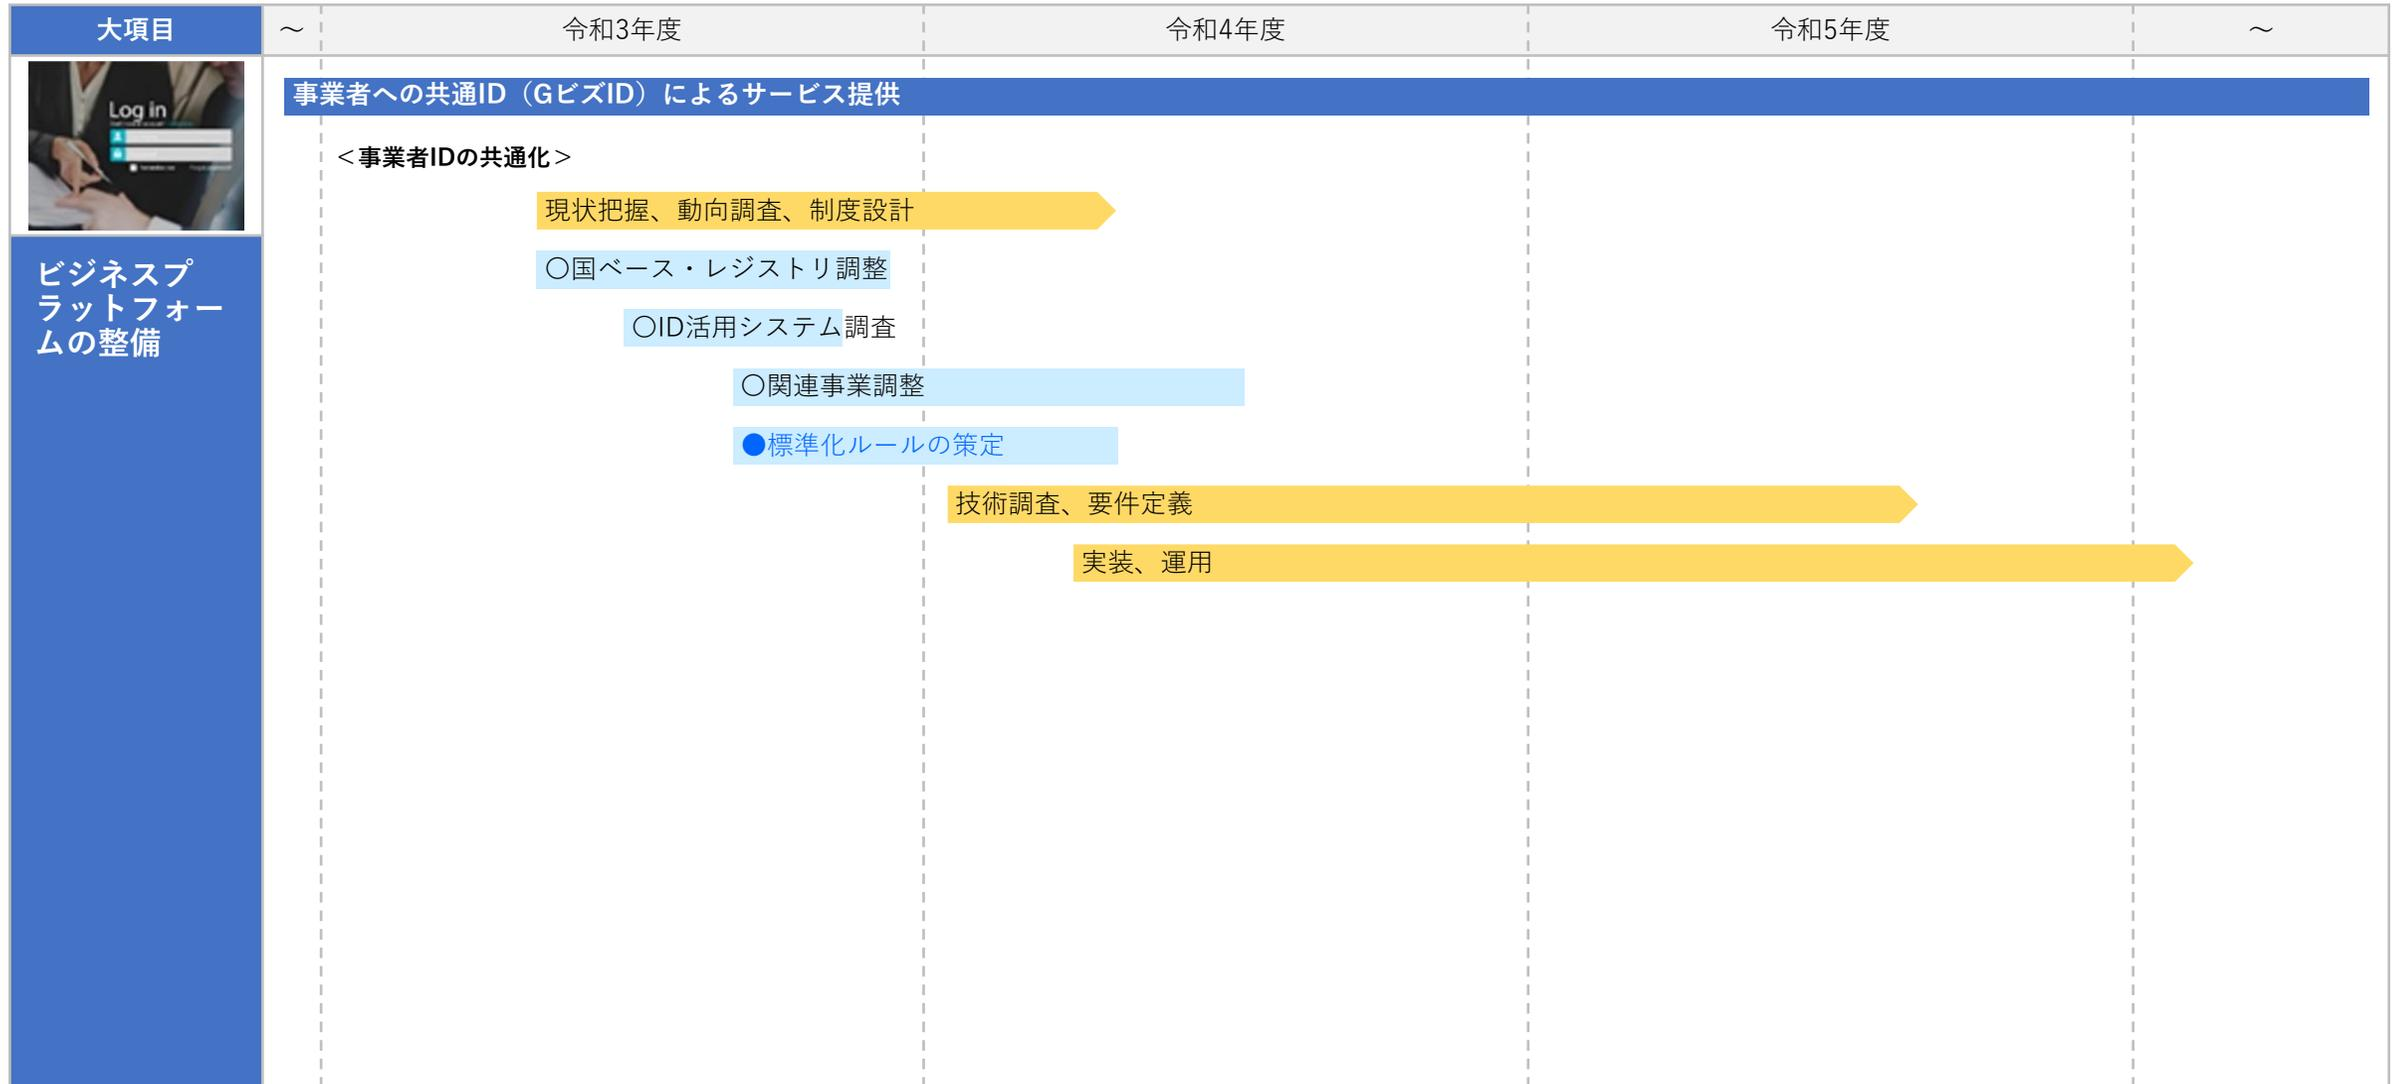 大項目
～
令和3年度
令和4年度
令和5年度
～
Log in
事業者への共通ID（GビズID）によるサービス提供
＜事業者IDの共通化＞
現状把握、動向調査、制度設計
〇国ベース・レジストリ調整
〇ID活用システム調査
〇関連事業調整
●標準化ルールの策定
技術調査、要件定義
実装、運用
ビジネスプ
ラットフォー
ムの整備